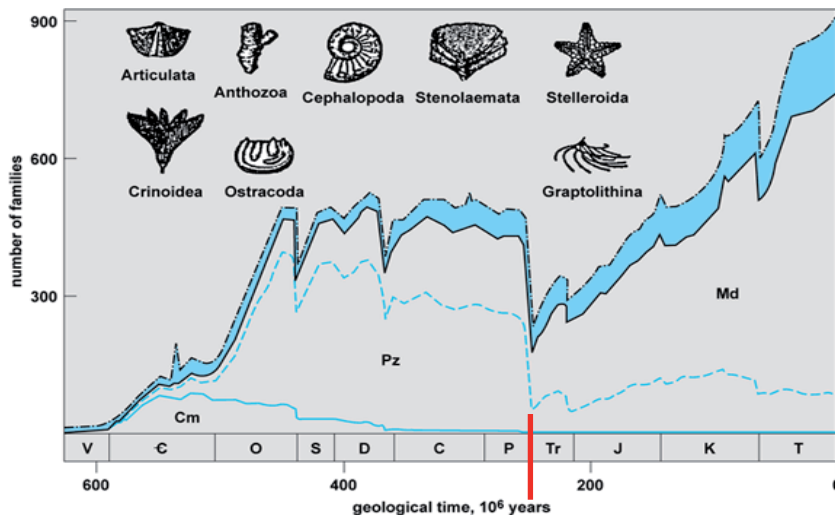 900
Articulata
Anthozoa
Cephalopoda
Stenolaemata
Stelleroida
600
Crinoidea
Ostracoda
Graptolithina
number of families
300
Md
Pz
Cm
V Ꞓ O S D C P Tr J K T
600 400 200 0
geological time, 10⁶ years